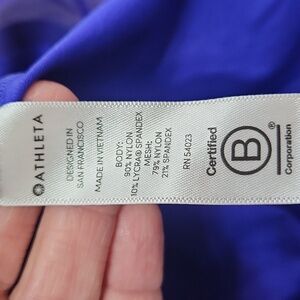 ATHLETA
DESIGNED IN
SAN FRANCISCO
MADE IN VIETNAM
BODY:
90% NYLON
10% LYCRA® SPANDEX
MESH:
79% NYLON
21% SPANDEX
RN 54023
Certified
B®
Corporation